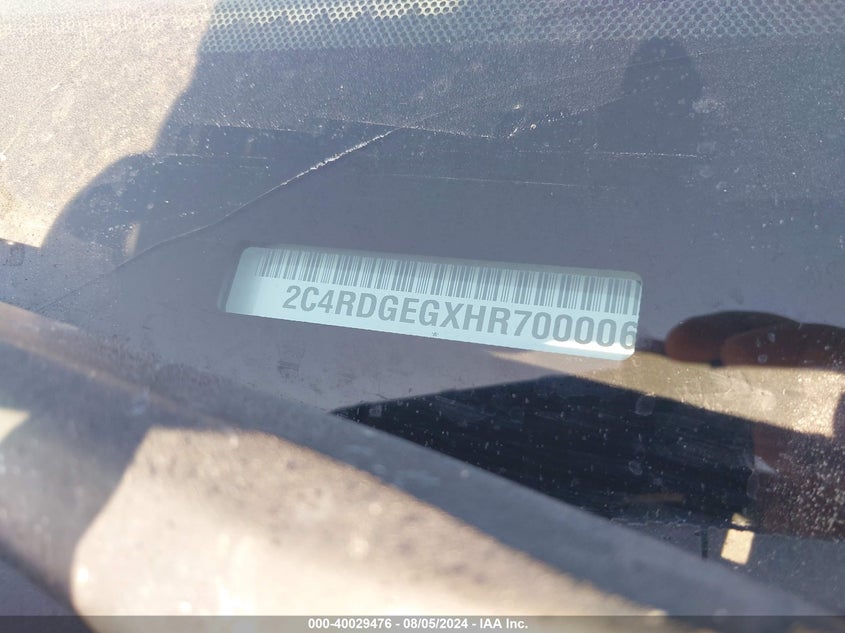 2C4RDGEGXHR700006
*
000-40029476 - 08/05/2024 - IAA Inc.